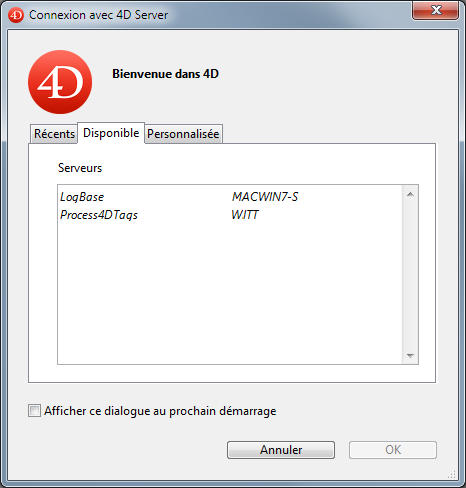 Connexion avec 4D Server
4D
Bienvenue dans 4D
Récents Disponible Personnalisée
Serveurs
LogBase MACWIN7-S
Process4DTags WJTT
Afficher ce dialogue au prochain démarrage
Annuler OK